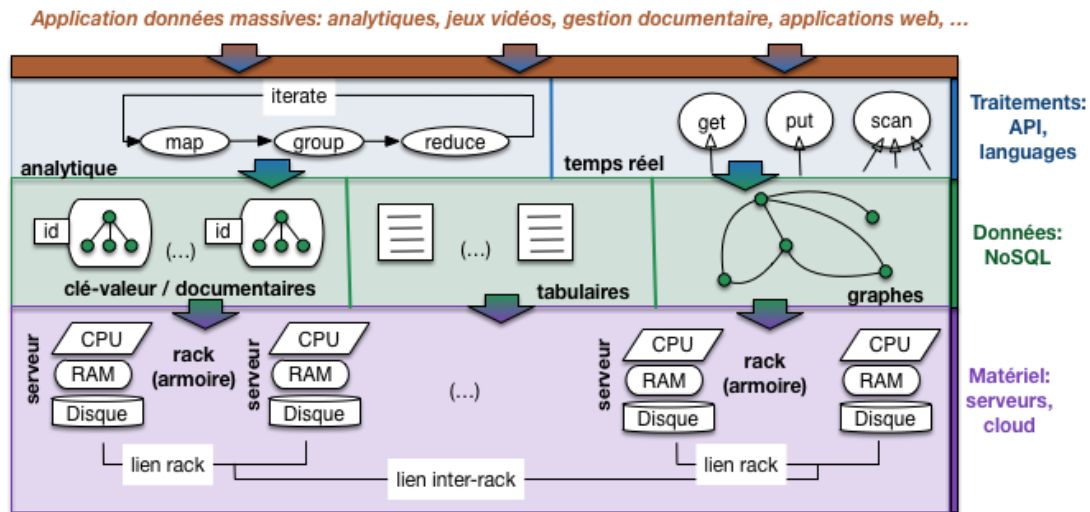 Application données massives: analytiques, jeux vidéos, gestion documentaire, applications web, ...
iterate
map
group
reduce
analytique
get
put
scan
temps réel
Traitements:
API,
languages
id
(...)
id
clé-valeur / documentaires
(...)
tabulaires
graphes
Données:
NoSQL
serveur
CPU
RAM
Disque
rack
(armoire)
serveur
CPU
RAM
Disque
(...)
serveur
CPU
RAM
Disque
rack
(armoire)
CPU
RAM
Disque
lien rack
lien inter-rack
lien rack
Matériel:
serveurs,
cloud